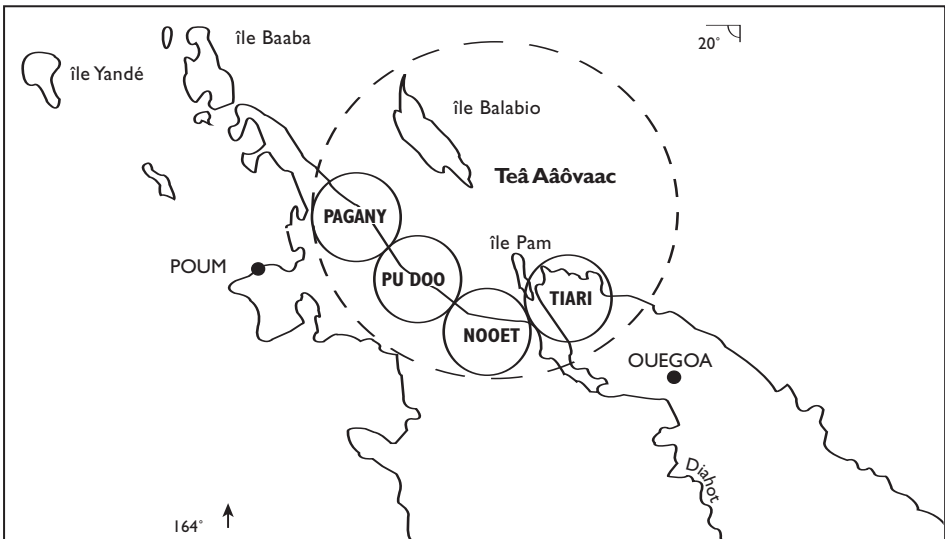 île Baaba
20°
île Yandé
île Balabio
Teâ Aâôvaac
PAGANY
île Pam
POUM
PU DOO
TIARI
NOOET
OUEGOA
Diahot
164°